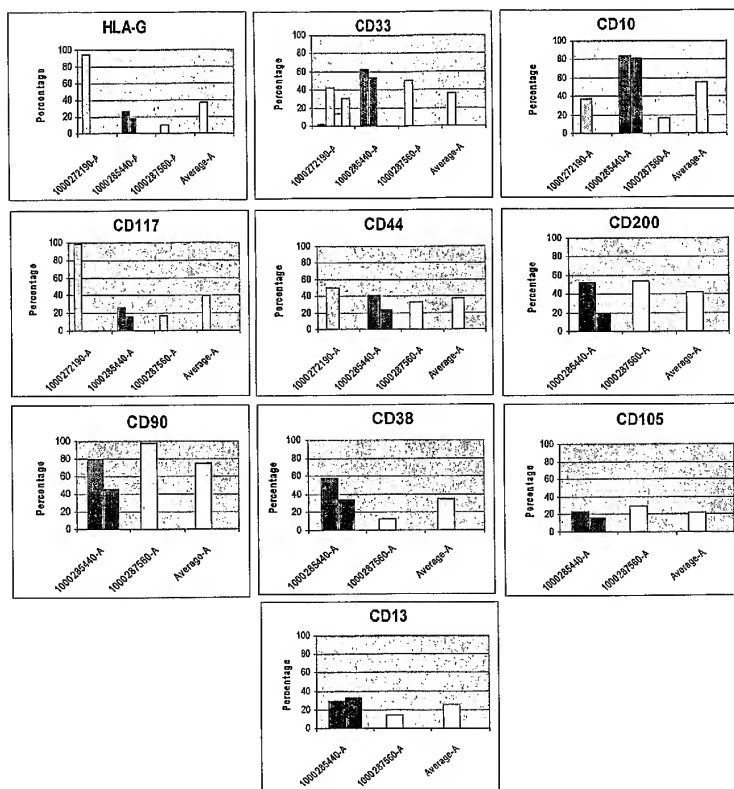 HLA-G
Percentage
100
80
60
40
20
0
1000272190-A
1000285440-A
1000287560-A
Average-A
CD33
Percentage
100
80
60
40
20
0
1000272190-A
1000285440-A
1000287560-A
Average-A
CD10
Percentage
100
80
60
40
20
0
1000272190-A
1000285440-A
1000287560-A
Average-A
CD117
Percentage
100
80
60
40
20
0
1000272190-A
1000285440-A
1000287560-A
Average-A
CD44
Percentage
100
80
60
40
20
0
1000272190-A
1000285440-A
1000287560-A
Average-A
CD200
Percentage
100
80
60
40
20
0
1000285440-A
1000287560-A
Average-A
CD90
Percentage
100
80
60
40
20
0
1000285440-A
1000287560-A
Average-A
CD38
Percentage
100
80
60
40
20
0
1000285440-A
1000287560-A
Average-A
CD105
Percentage
100
80
60
40
20
0
1000285440-A
1000287560-A
Average-A
CD13
Percentage
100
80
60
40
20
0
1000285440-A
1000287560-A
Average-A